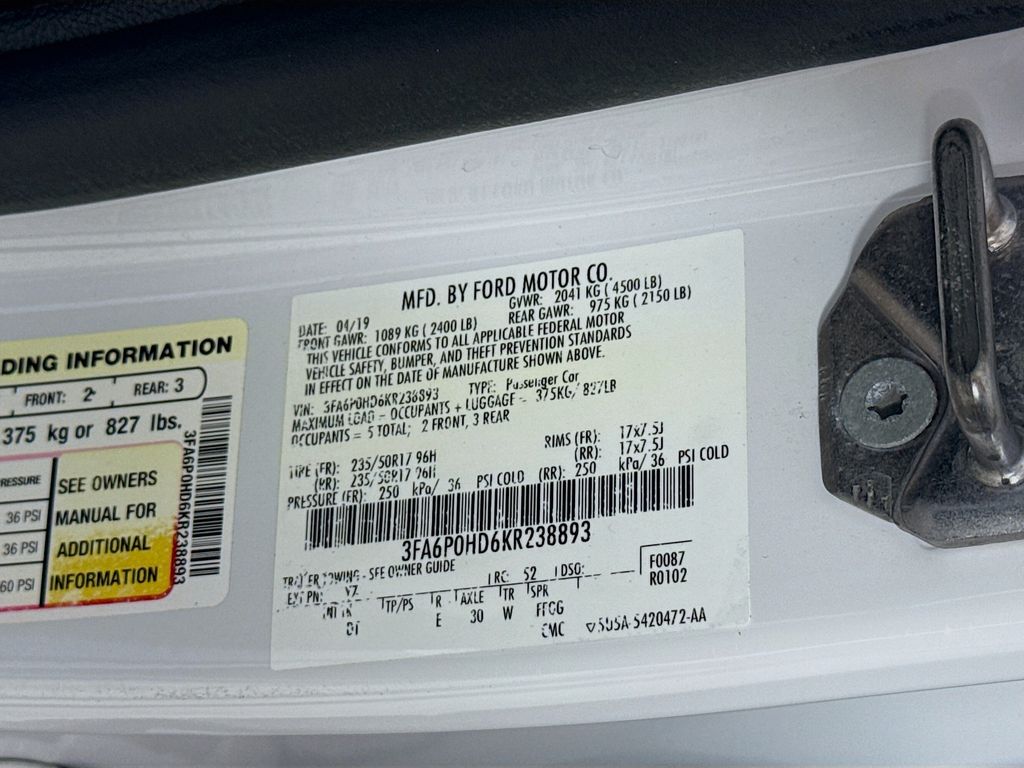 DING INFORMATION
FRONT: 2 REAR: 3
375 kg or 827 lbs.
RESSURE
36 PSI
36 PSI
60 PSI
SEE OWNERS
MANUAL FOR
ADDITIONAL
INFORMATION
3FA6P0HD6KR238893
MFD. BY FORD MOTOR CO.
DATE: 04/19 GVWR: 2041 KG ( 4500 LB)
FRONT GAWR: 1089 KG ( 2400 LB) REAR GAWR: 975 KG ( 2150 LB)
THIS VEHICLE CONFORMS TO ALL APPLICABLE FEDERAL MOTOR
VEHICLE SAFETY, BUMPER, AND THEFT PREVENTION STANDARDS
IN EFFECT ON THE DATE OF MANUFACTURE SHOWN ABOVE.
VIN: 3FA6P0HD6KR238893 TYPE: Passenger Car
MAXIMUM LOAD = OCCUPANTS + LUGGAGE = 375KG/ 827LB
OCCUPANTS = 5 TOTAL; 2 FRONT, 3 REAR
TIRE (FR): 235/50R17 96H RIMS (FR): 17x7.5J
(RR): 235/50R17 96H (RR): 17x7.5J
PRESSURE (FR): 250 kPa/ 36 PSI COLD (RR): 250 kPa/ 36 PSI COLD
3FA6P0HD6KR238893
TRAILER TOWING - SEE OWNER GUIDE
F0087
R0102
EXT PNT: YZ RC: 52 DSO:
INT TR TP/PS R AXLE TR SPR
E 30 W
CMC ▽5U5A-5420472-AA